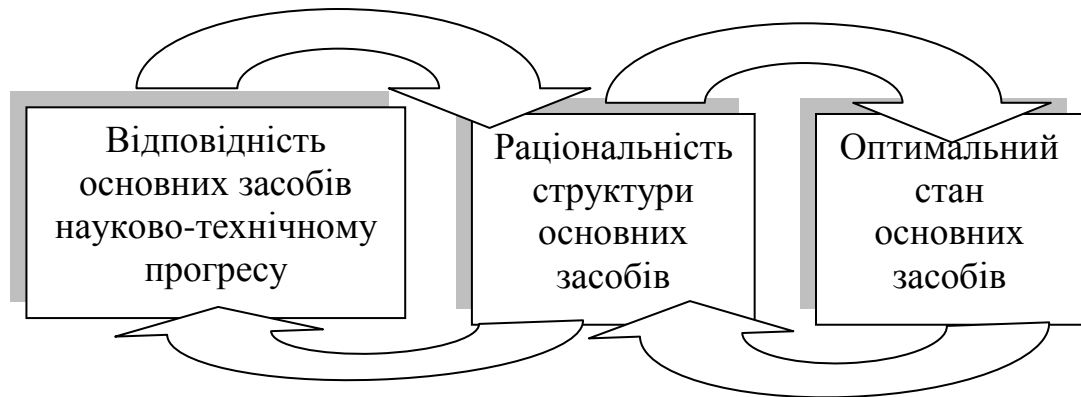 Відповідність
основних засобів
науково-технічному
прогресу
Раціональність
структури
основних
засобів
Оптимальний
стан
основних
засобів